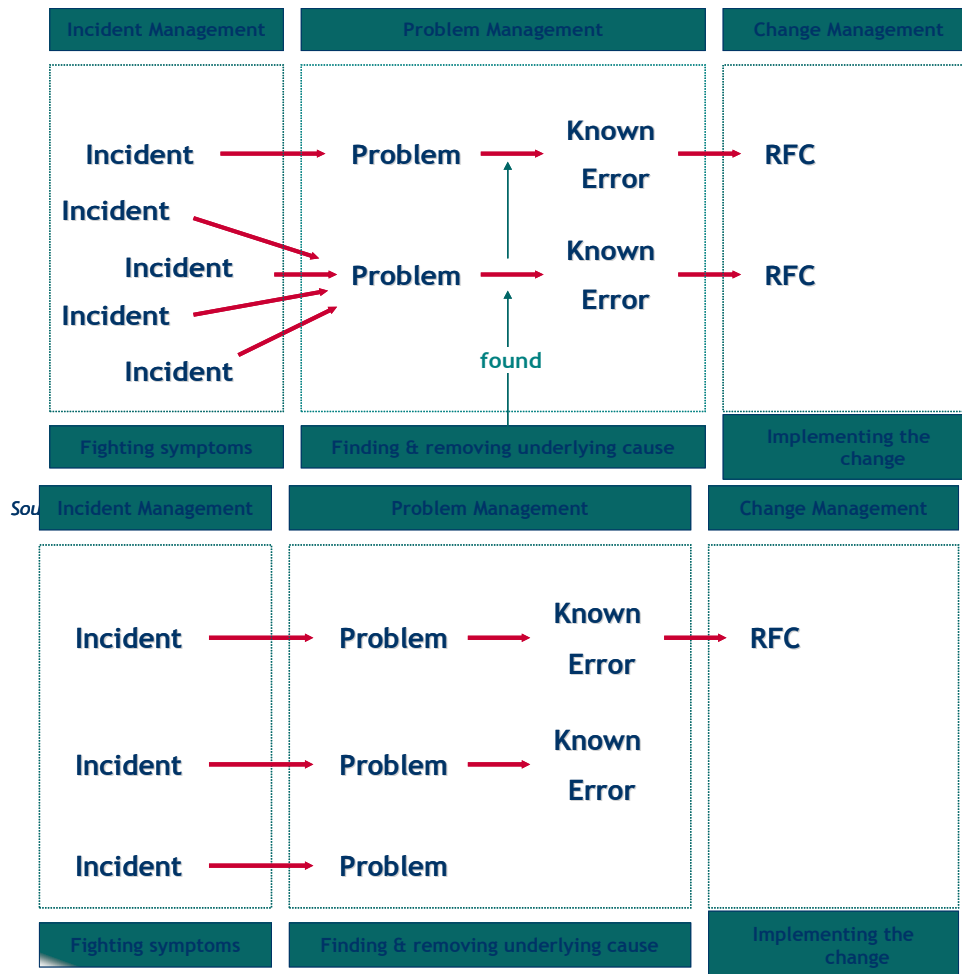 Incident Management
Problem Management
Change Management
Incident
Problem
Known
Error
RFC
Incident
Incident
Incident
Incident
Problem
Known
Error
RFC
found
Fighting symptoms
Finding & removing underlying cause
Implementing the
change
Sou
Incident Management
Problem Management
Change Management
Incident
Problem
Known
Error
RFC
Incident
Problem
Known
Error
Incident
Problem
Fighting symptoms
Finding & removing underlying cause
Implementing the
change